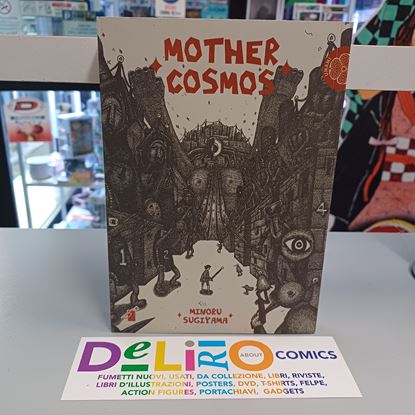 MOTHER
COSMOS
MINORU
SUGIYAMA
DeLiRIO ABOUT COMICS
FUMETTI NUOVI, USATI, DA COLLEZIONE, LIBRI, RIVISTE,
LIBRI D'ILLUSTRAZIONI, POSTERS, DVD, T-SHIRTS, FELPE,
ACTION FIGURES, PORTACHIAVI, GADGETS